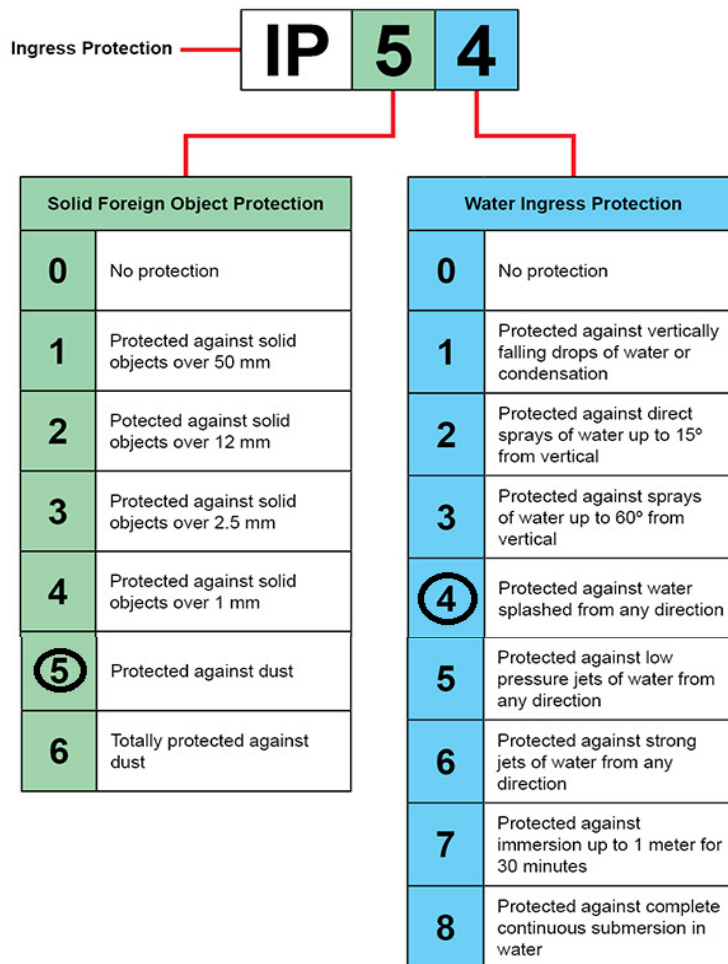 Ingress Protection
IP 5 4
Solid Foreign Object Protection
0 No protection
1 Protected against solid
objects over 50 mm
2 Potected against solid
objects over 12 mm
3 Protected against solid
objects over 2.5 mm
4 Protected against solid
objects over 1 mm
5 Protected against dust
6 Totally protected against
dust
Water Ingress Protection
0 No protection
1 Protected against vertically
falling drops of water or
condensation
2 Protected against direct
sprays of water up to 15º
from vertical
3 Protected against sprays
of water up to 60º from
vertical
4 Protected against water
splashed from any direction
5 Protected against low
pressure jets of water from
any direction
6 Protected against strong
jets of water from any
direction
7 Protected against
immersion up to 1 meter for
30 minutes
8 Protected against complete
continuous submersion in
water